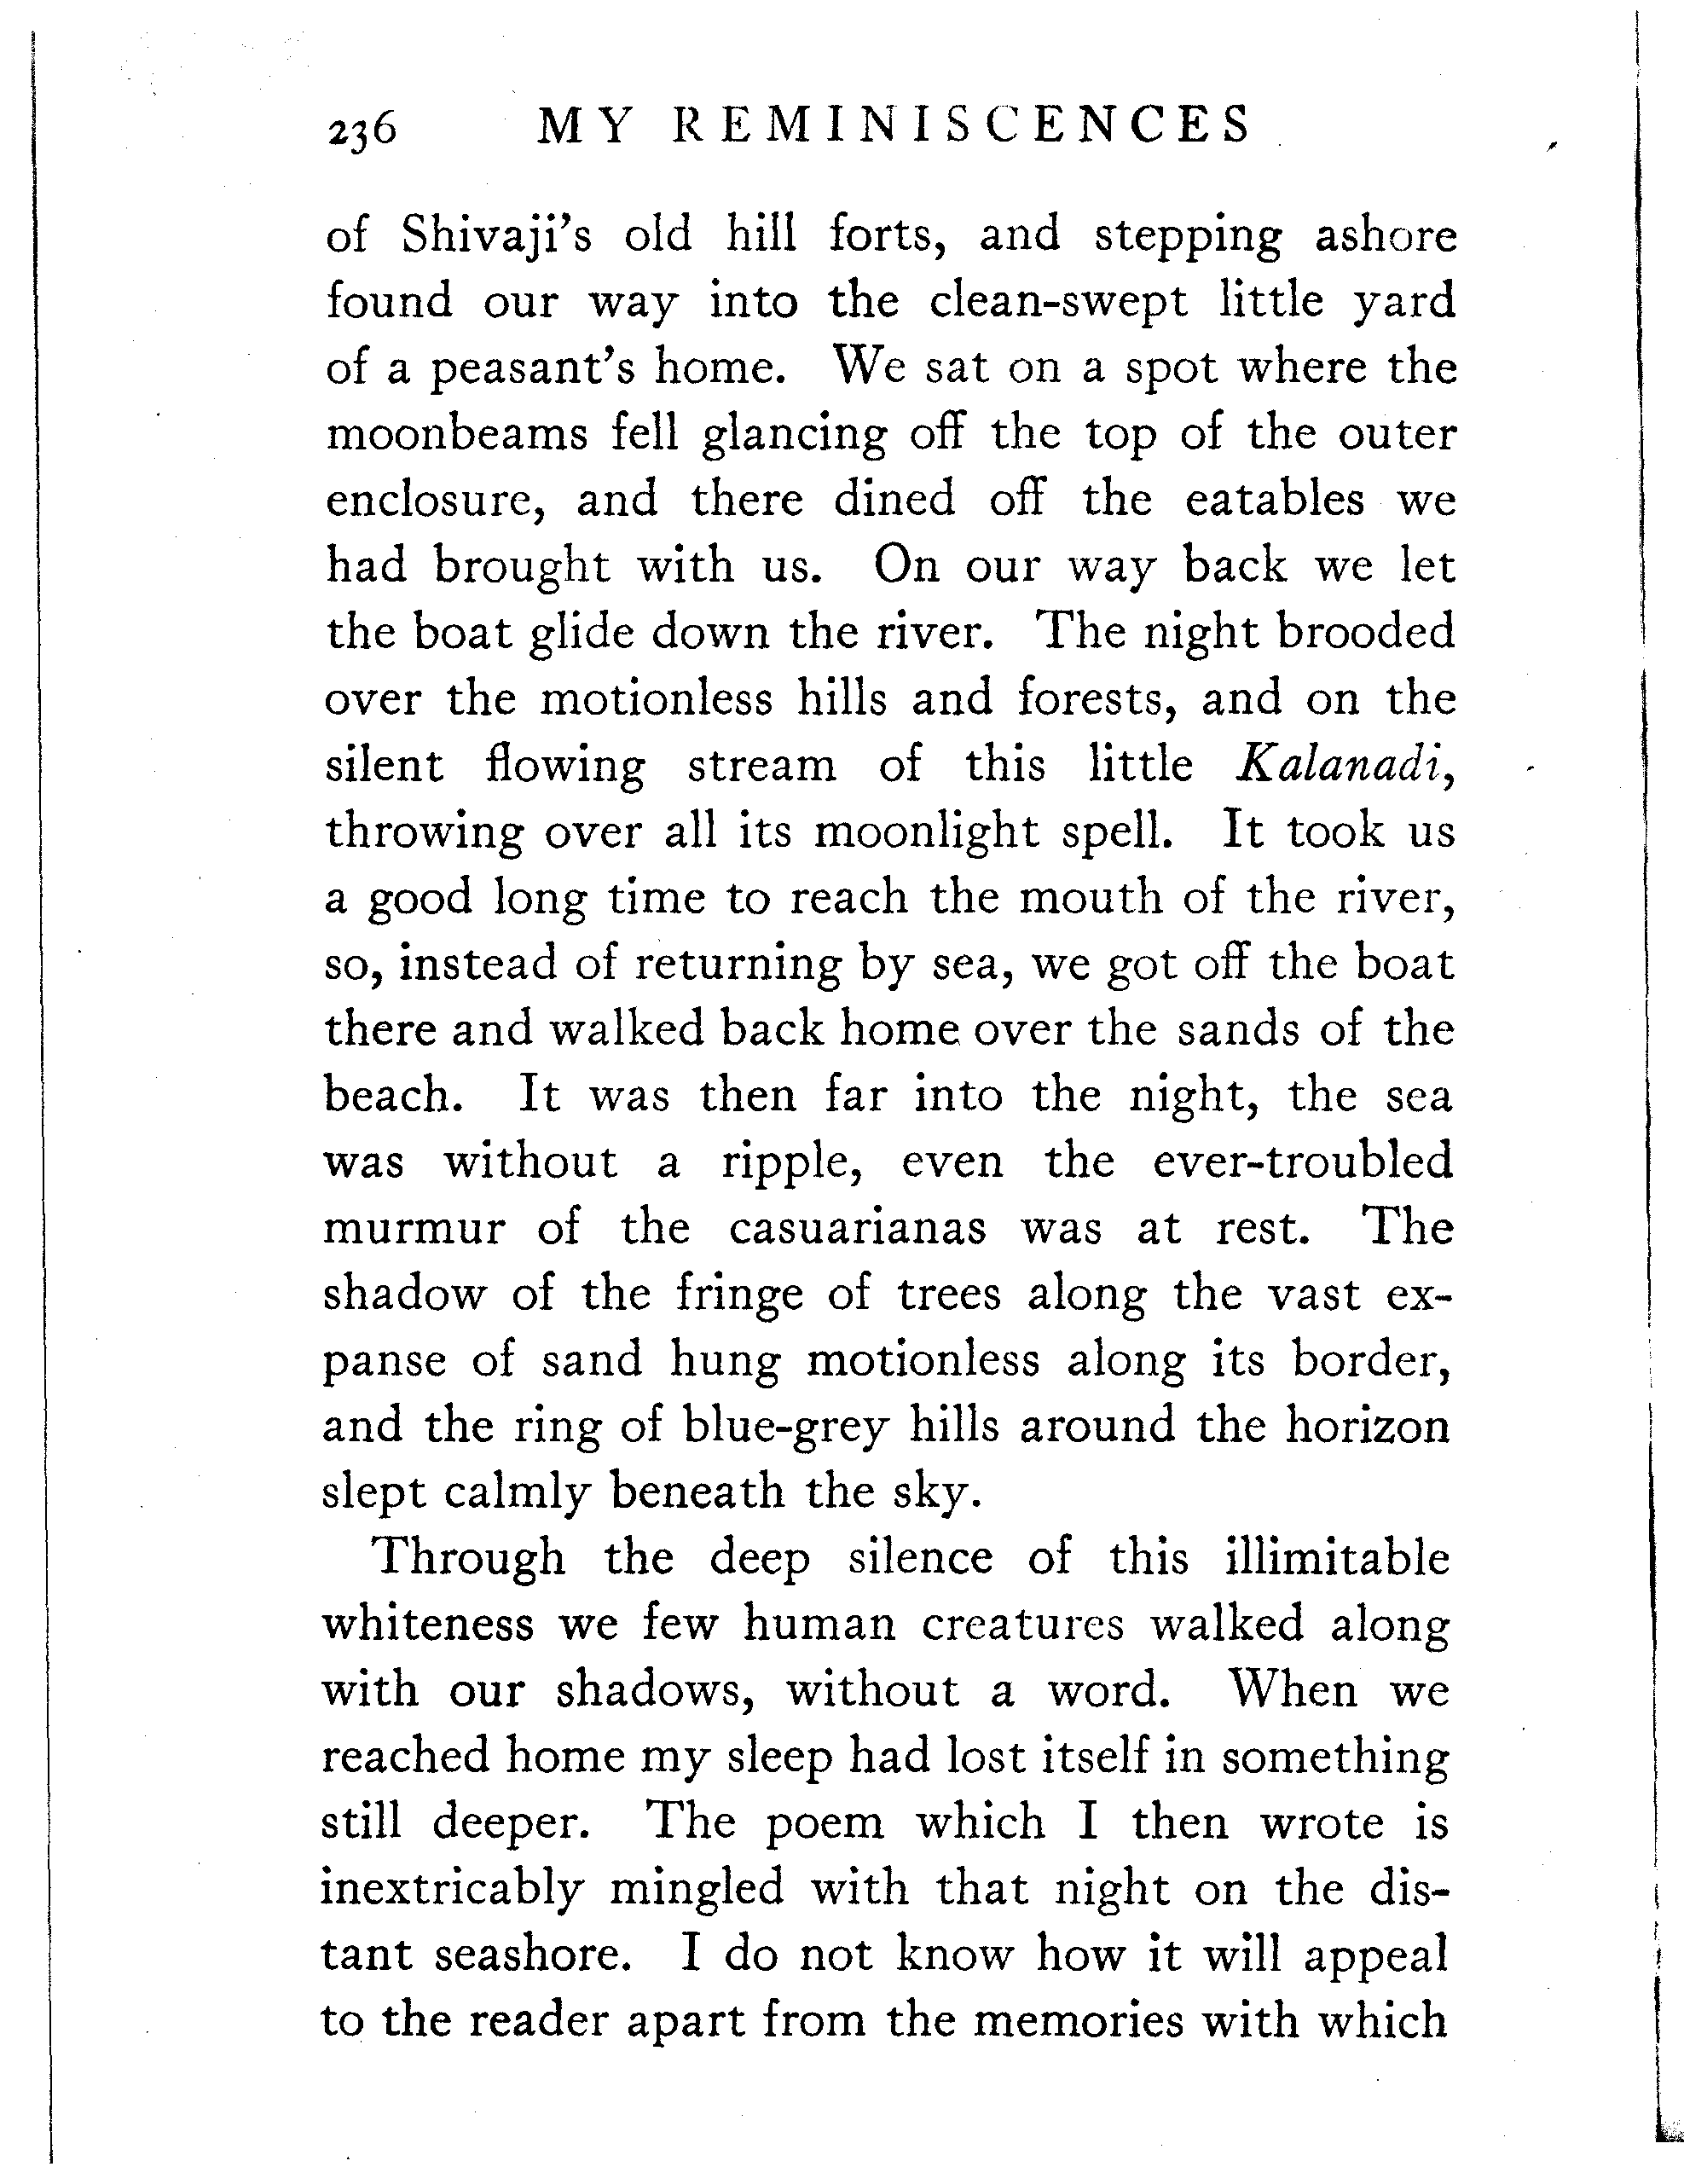 236 MY REMINISCENCES
of Shivaji's old hill forts, and stepping ashore
found our way into the clean-swept little yard
of a peasant's home. We sat on a spot where the
moonbeams fell glancing off the top of the outer
enclosure, and there dined off the eatables we
had brought with us. On our way back we let
the boat glide down the river. The night brooded
over the motionless hills and forests, and on the
silent flowing stream of this little Kalanadi,
throwing over all its moonlight spell. It took us
a good long time to reach the mouth of the river,
so, instead of returning by sea, we got off the boat
there and walked back home over the sands of the
beach. It was then far into the night, the sea
was without a ripple, even the ever-troubled
murmur of the casuarianas was at rest. The
shadow of the fringe of trees along the vast ex-
panse of sand hung motionless along its border,
and the ring of blue-grey hills around the horizon
slept calmly beneath the sky.
Through the deep silence of this illimitable
whiteness we few human creatures walked along
with our shadows, without a word. When we
reached home my sleep had lost itself in something
still deeper. The poem which I then wrote is
inextricably mingled with that night on the dis-
tant seashore. I do not know how it will appeal
to the reader apart from the memories with which